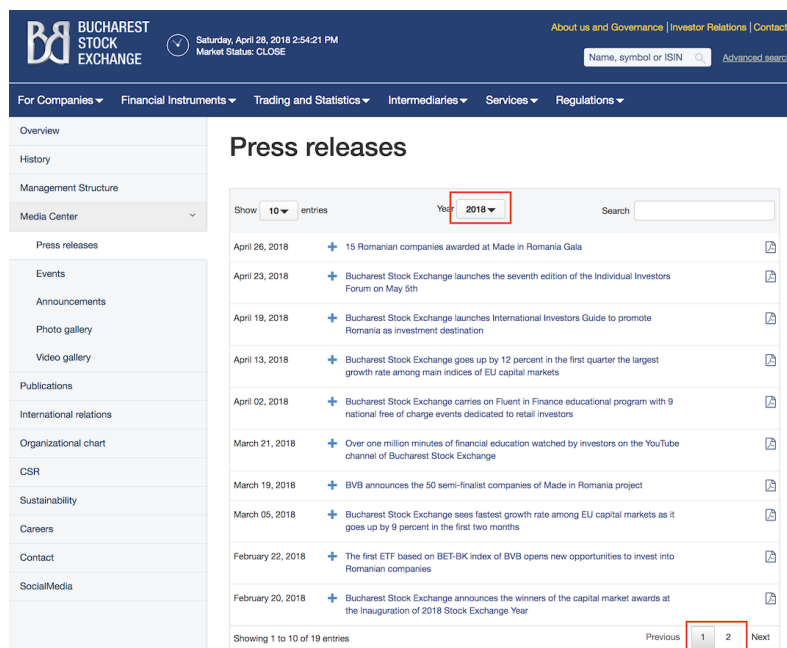 BUCHAREST
STOCK
EXCHANGE
Saturday, April 28, 2018 2:54:21 PM
Market Status: CLOSE
About us and Governance | Investor Relations | Contact
Name, symbol or ISIN
Advanced search
For Companies Financial Instruments Trading and Statistics Intermediaries Services Regulations
Overview
History
Management Structure
Media Center
Press releases
Events
Announcements
Photo gallery
Video gallery
Publications
International relations
Organizational chart
CSR
Sustainability
Careers
Contact
SocialMedia
Press releases
Show 10 entries
Year 2018
Search
April 26, 2018 15 Romanian companies awarded at Made in Romania Gala
April 23, 2018 Bucharest Stock Exchange launches the seventh edition of the Individual Investors
Forum on May 5th
April 19, 2018 Bucharest Stock Exchange launches International Investors Guide to promote
Romania as investment destination
April 13, 2018 Bucharest Stock Exchange goes up by 12 percent in the first quarter the largest
growth rate among main indices of EU capital markets
April 02, 2018 Bucharest Stock Exchange carries on Fluent in Finance educational program with 9
national free of charge events dedicated to retail investors
March 21, 2018 Over one million minutes of financial education watched by investors on the YouTube
channel of Bucharest Stock Exchange
March 19, 2018 BVB announces the 50 semi-finalist companies of Made in Romania project
March 05, 2018 Bucharest Stock Exchange sees fastest growth rate among EU capital markets as it
goes up by 9 percent in the first two months
February 22, 2018 The first ETF based on BET-BK index of BVB opens new opportunities to invest into
Romanian companies
February 20, 2018 Bucharest Stock Exchange announces the winners of the capital market awards at
the Inauguration of 2018 Stock Exchange Year
Showing 1 to 10 of 19 entries
Previous 1 2 Next